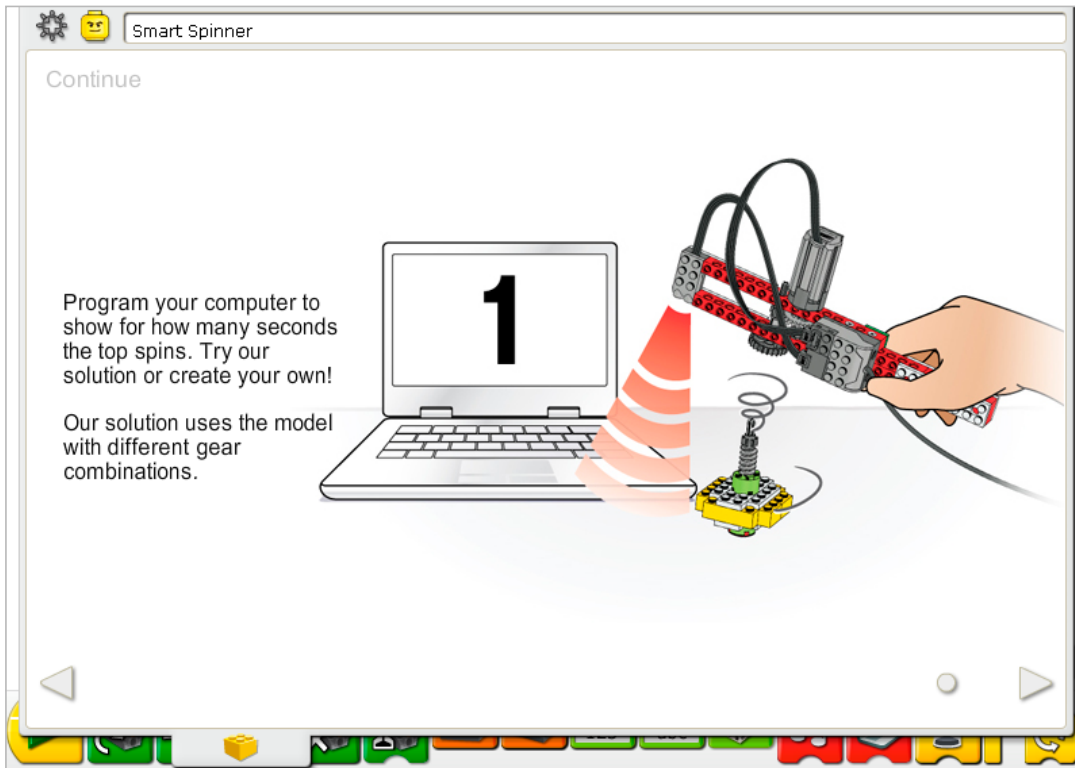 Smart Spinner
Continue
1
Program your computer to
show for how many seconds
the top spins. Try our
solution or create your own!
Our solution uses the model
with different gear
combinations.